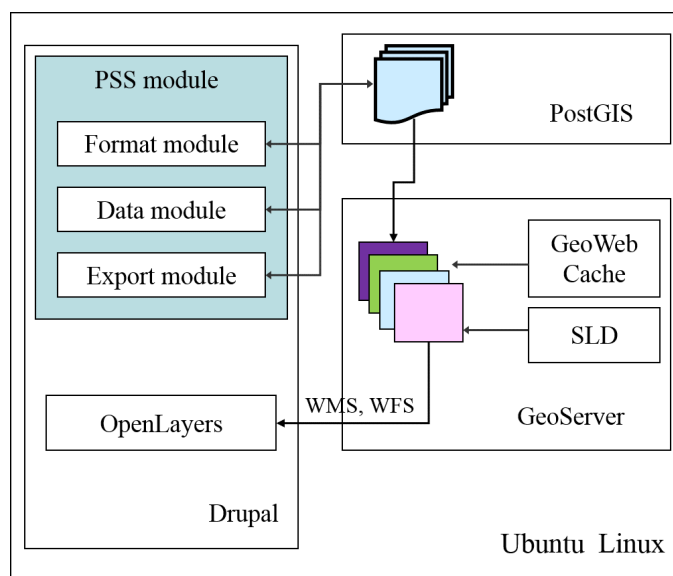 PSS module
Format module
Data module
Export module
OpenLayers
Drupal
PostGIS
GeoWeb
Cache
SLD
GeoServer
WMS, WFS
Ubuntu Linux